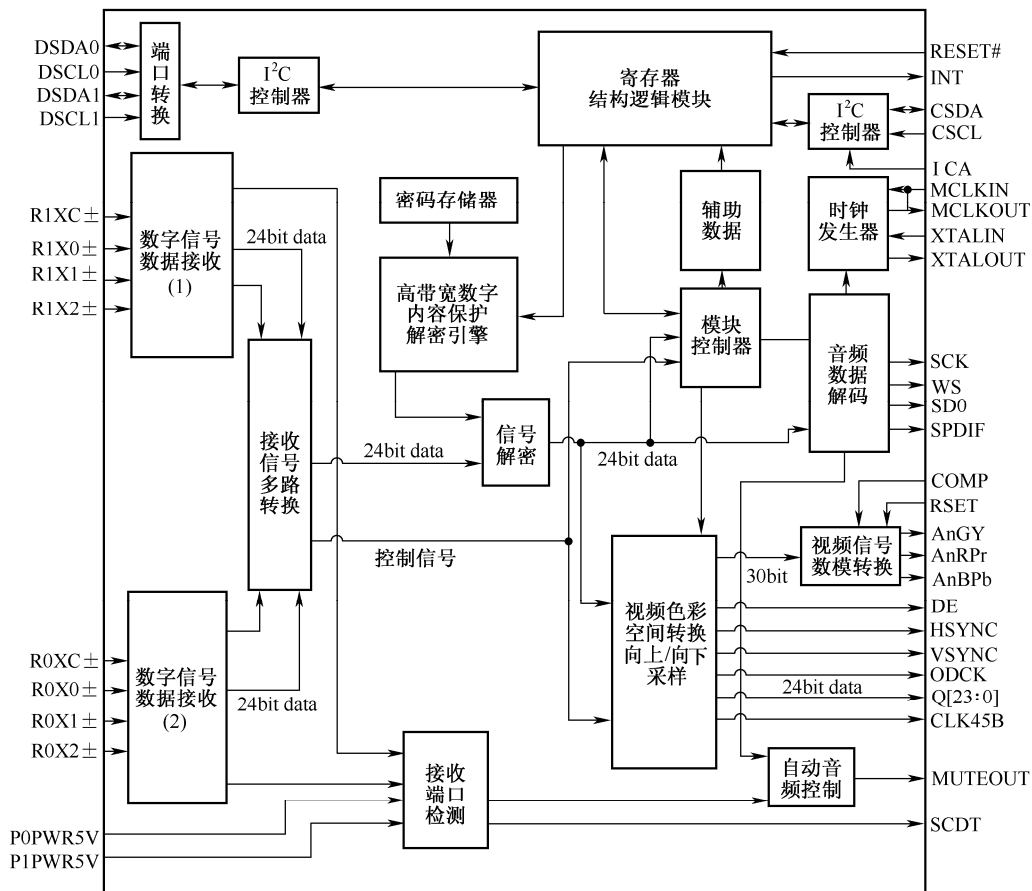 DSDA0
DSCL0
DSDA1
DSCL1
端
口
转
换
I²C
控制器
寄存器
结构逻辑模块
RESET#
INT
I²C
控制器
CSDA
CSCL
I CA
MCLKIN
MCLKOUT
XTALIN
XTALOUT
时钟
发生器
辅助
数据
密码存储器
R1XC±
R1X0±
R1X1±
R1X2±
数字信号
数据接收
(1)
24bit data
高带宽数字
内容保护
解密引擎
模块
控制器
音频
数据
解码
SCK
WS
SD0
SPDIF
接收
信号
多路
转换
24bit data
信号
解密
24bit data
控制信号
COMP
RSET
视频信号
数模转换
AnGY
AnRPr
AnBPb
30bit
视频色彩
空间转换
向上/向下
采样
DE
HSYNC
VSYNC
ODCK
24bit data
Q[23:0]
CLK45B
R0XC±
R0X0±
R0X1±
R0X2±
数字信号
数据接收
(2)
24bit data
接收
端口
检测
自动音
频控制
MUTEOUT
SCDT
P0PWR5V
P1PWR5V